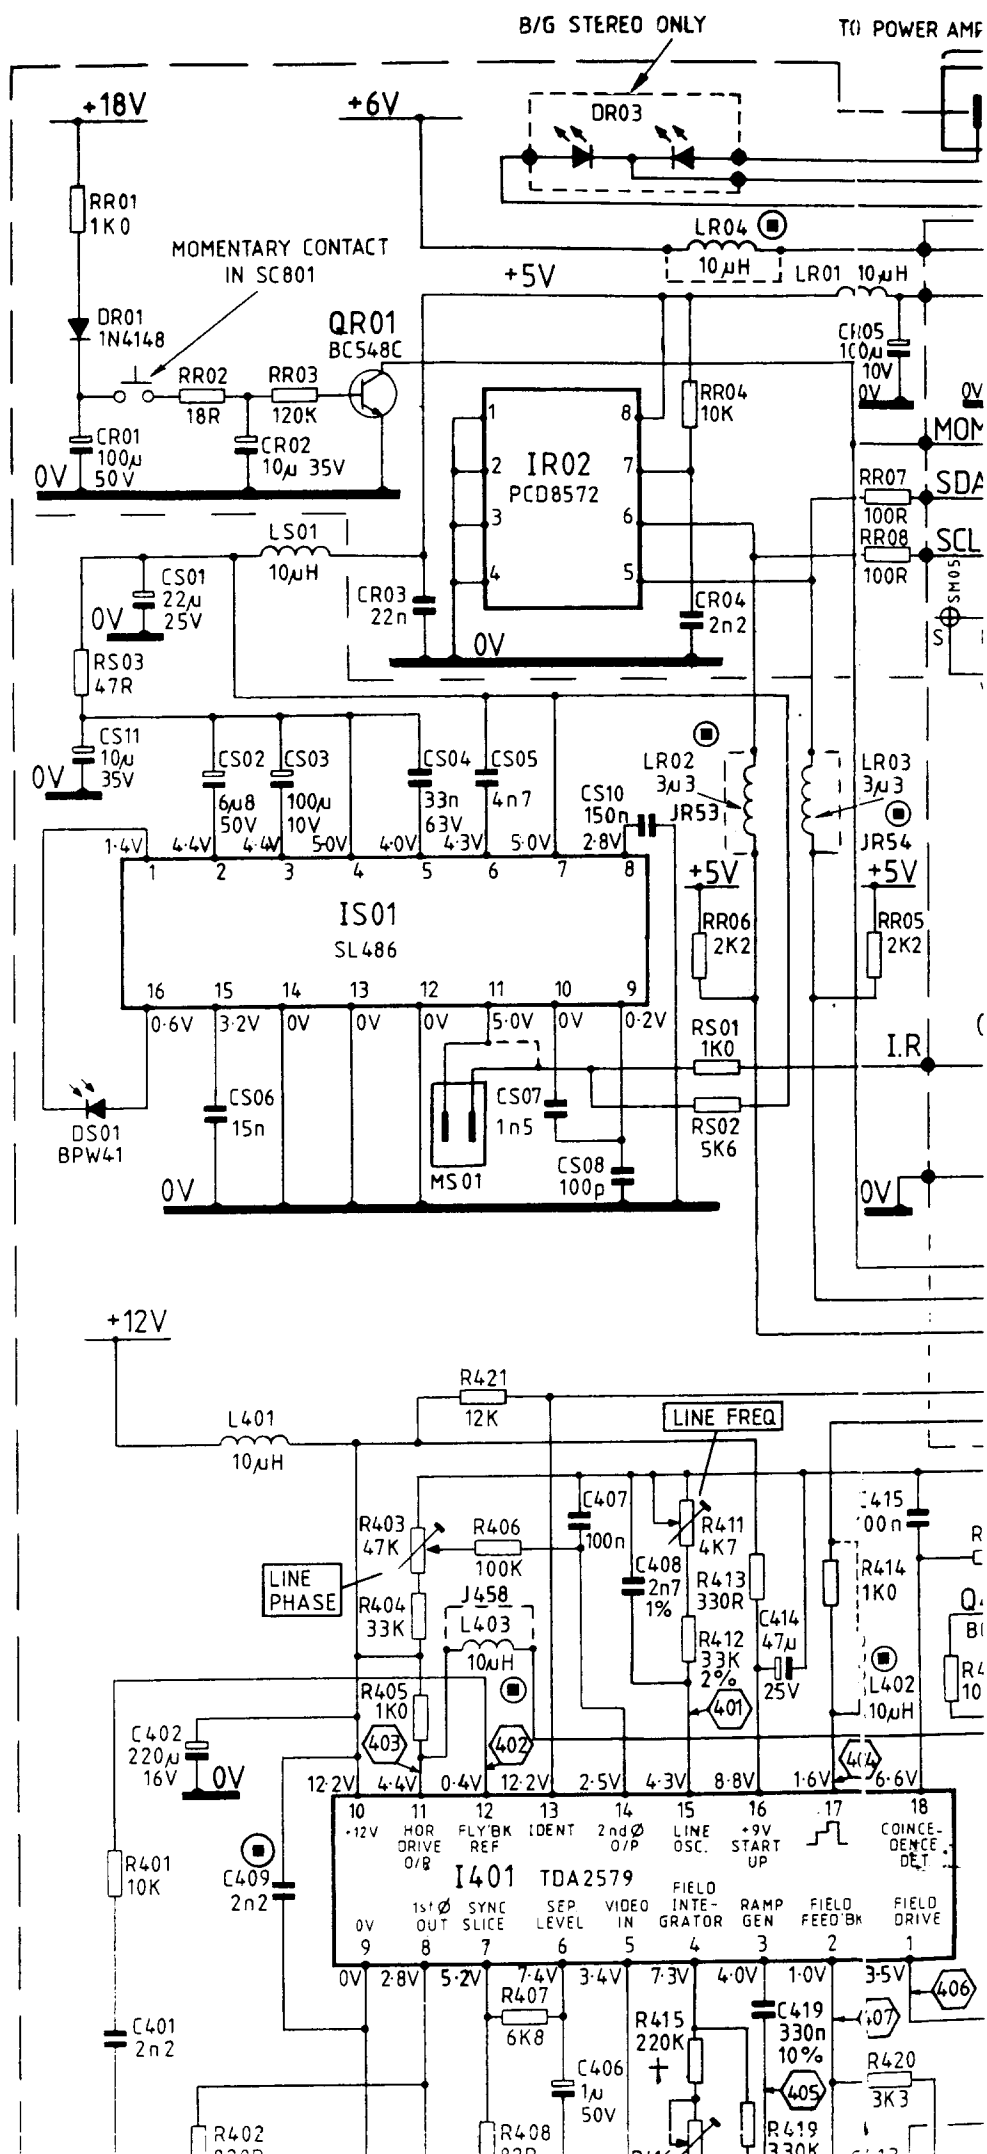 B/G STEREO ONLY
TO POWER AMP
+18V
+6V
DR03
RR01
1K0
LR04
10µH
MOMENTARY CONTACT
IN SC801
+5V
LR01 10µH
DR01
1N4148
QR01
BC548C
CR05
100µ
10V
0V
0V
RR02
18R
RR03
120K
RR04
10K
CR01
100µ
50V
0V
CR02
10µ 35V
1
8
IR02
PCD8572
2
7
3
6
4
5
MOM
RR07
100R
SDA
RR08
100R
SCL
LS01
10µH
CS01
22µ
25V
0V
CR03
22n
CR04
2n2
0V
SM05
S
RS03
47R
CS11
10µ
35V
0V
CS02
6µ8
50V
CS03
100µ
10V
CS04
33n
63V
CS05
4n7
CS10
150n
LR02
3µ3
JR53
LR03
3µ3
JR54
1.4V
4.4V
4.4V
5.0V
4.0V
4.3V
5.0V
2.8V
1 2 3 4 5 6 7 8
+5V
+5V
IS01
SL486
RR06
2K2
RR05
2K2
16 15 14 13 12 11 10 9
0.6V
3.2V
0V
0V
0V
5.0V
0V
0.2V
RS01
1K0
I.R
DS01
BPW41
CS06
15n
MS01
CS07
1n5
RS02
5K6
CS08
100p
0V
0V
+12V
R421
12K
LINE FREQ
L401
10µH
R403
47K
R406
100K
C407
100n
R411
4K7
C415
00n
LINE
PHASE
C408
2n7
1%
R413
330R
R414
1K0
R404
33K
J458
L403
10µH
R412
33K
2%
C414
47µ
25V
L402
10µH
R405
1K0
403
402
401
404
C402
220µ
16V
0V
12.2V
4.4V
0.4V
12.2V
2.5V
4.3V
8.8V
1.6V
6.6V
10 11 12 13 14 15 16 17 18
+12V
HOR
DRIVE
O/P
FLY'BK
REF
IDENT
2nd Ø
O/P
LINE
OSC.
+9V
START
UP
COINCE-
DENCE
DET.
R401
10K
C409
2n2
I401 TDA2579
0V
1st Ø
OUT
SYNC
SLICE
SEP.
LEVEL
VIDEO
IN
FIELD
INTE-
GRATOR
RAMP
GEN
FIELD
FEED'BK
FIELD
DRIVE
9 8 7 6 5 4 3 2 1
0V
2.8V
5.2V
7.4V
3.4V
7.3V
4.0V
1.0V
3.5V
406
R407
6K8
R415
220K
C419
330n
10%
407
C401
2n2
C406
1µ
50V
405
R420
3K3
R402
R408
R419
330K